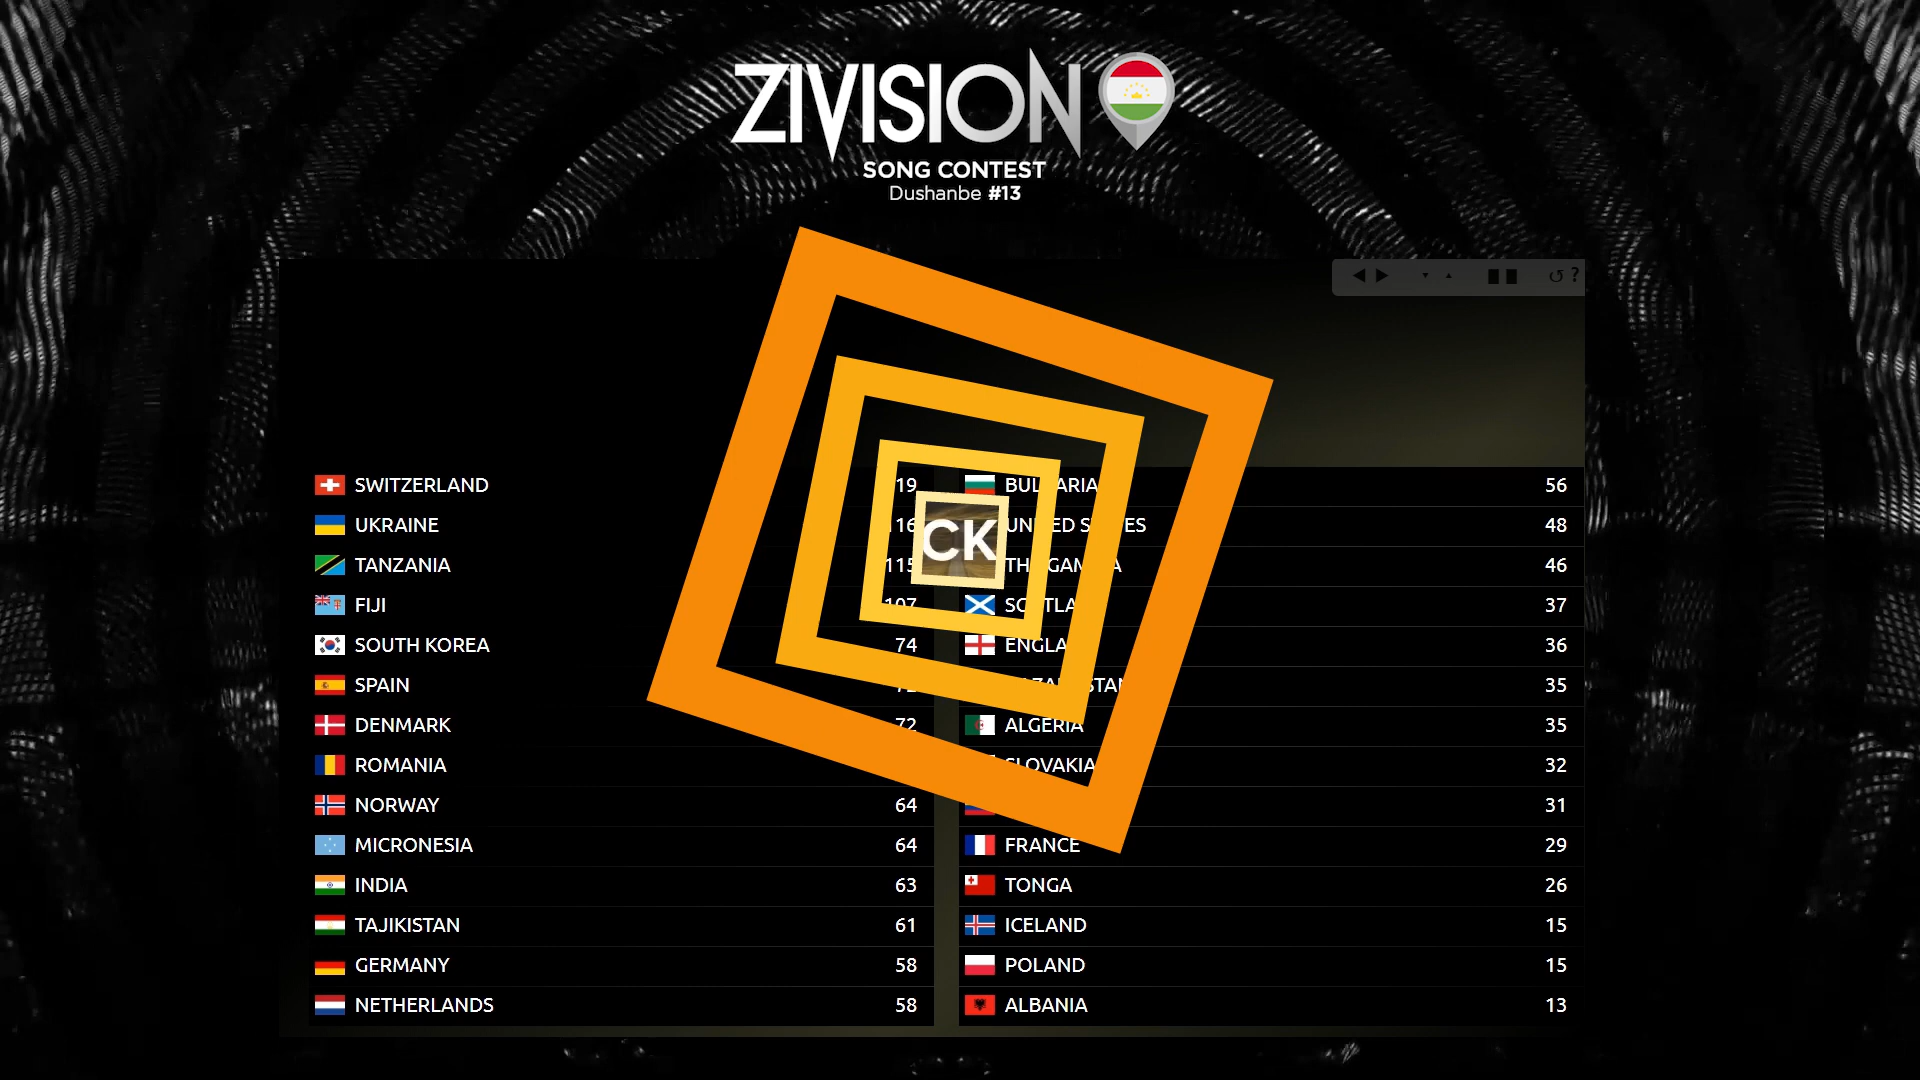 ZIVISION
SONG CONTEST
Dushanbe #13
?
SWITZERLAND
UKRAINE
TANZANIA
FIJI
SOUTH KOREA 74
SPAIN
DENMARK 72
ROMANIA
NORWAY 64
MICRONESIA 64
INDIA 63
TAJIKISTAN 61
GERMANY 58
NETHERLANDS 58
CK
56
48
46
37
36
35
ALGERIA 35
SLOVAKIA 32
31
FRANCE 29
TONGA 26
ICELAND 15
POLAND 15
ALBANIA 13